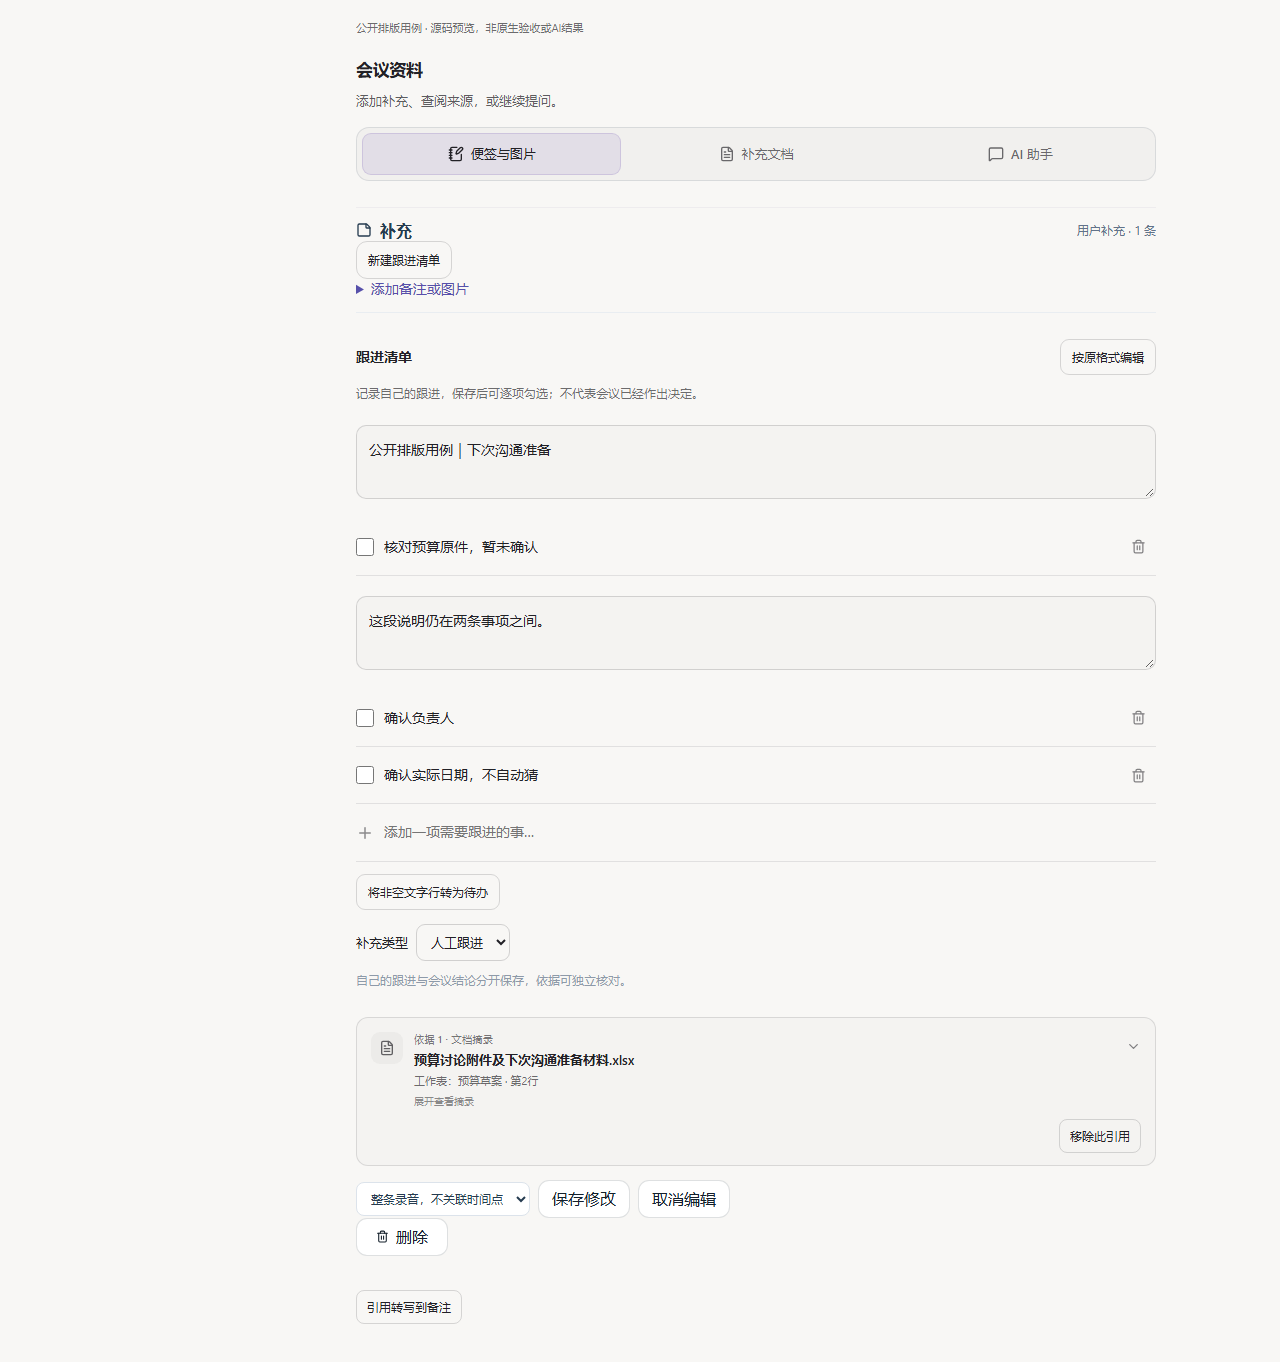 公开排版用例 · 源码预览，非原生验收或AI结果
会议资料
添加补充、查阅来源，或继续提问。
便签与图片
补充文档
AI 助手
补充
用户补充 · 1 条
新建跟进清单
添加备注或图片
跟进清单
按原格式编辑
记录自己的跟进，保存后可逐项勾选；不代表会议已经作出决定。
公开排版用例｜下次沟通准备
核对预算原件，暂未确认
这段说明仍在两条事项之间。
确认负责人
确认实际日期，不自动猜
添加一项需要跟进的事...
将非空文字行转为待办
补充类型 人工跟进
自己的跟进与会议结论分开保存，依据可独立核对。
依据 1 · 文档摘录
预算讨论附件及下次沟通准备材料.xlsx
工作表：预算草案 · 第2行
展开查看摘录
移除此引用
整条录音，不关联时间点
保存修改
取消编辑
删除
引用转写到备注